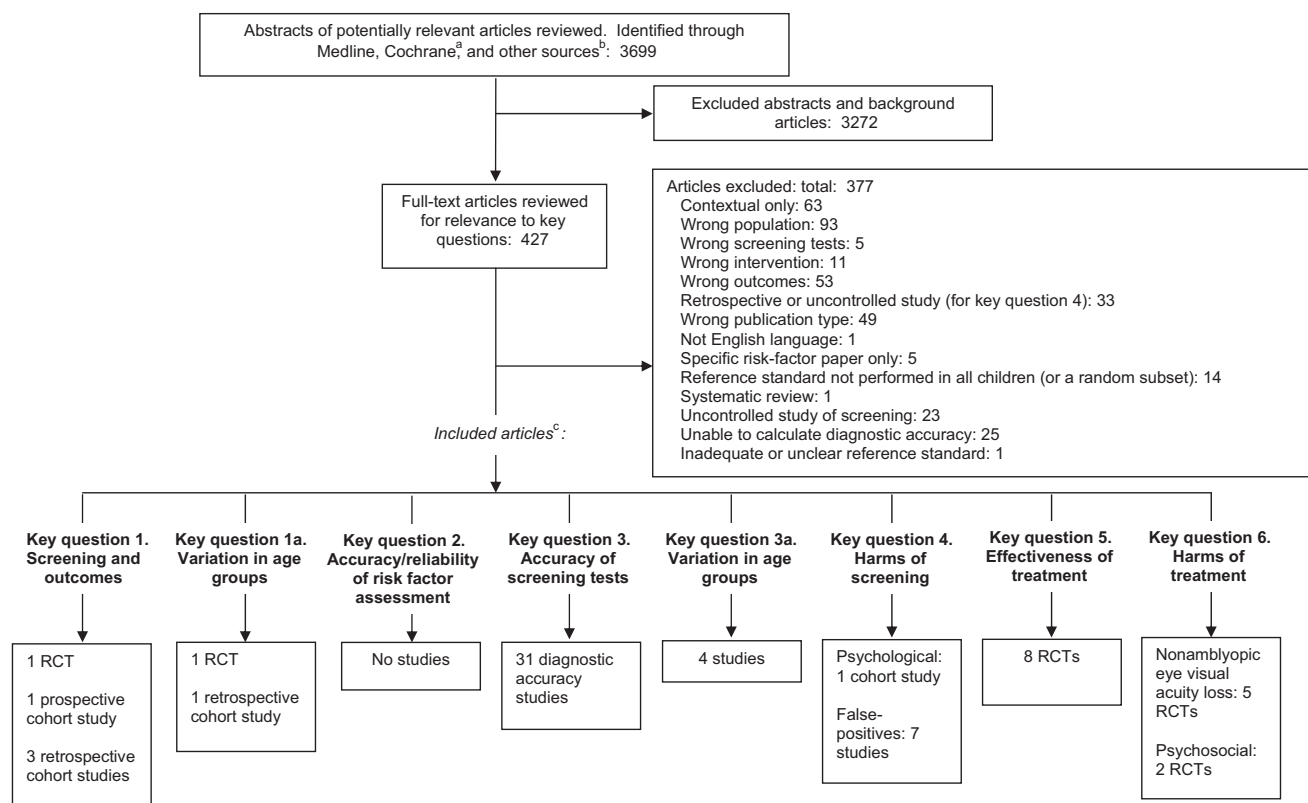 Abstracts of potentially relevant articles reviewed.  Identified through
Medline, Cochrane,a and other sourcesb:  3699
Excluded abstracts and background
articles:  3272
Full-text articles reviewed
for relevance to key
questions:  427
Articles excluded: total:  377
Contextual only: 63
Wrong population: 93
Wrong screening tests: 5
Wrong intervention: 11
Wrong outcomes: 53
Retrospective or uncontrolled study (for key question 4): 33
Wrong publication type: 49
Not English language: 1
Specific risk-factor paper only: 5
Reference standard not performed in all children (or a random subset): 14
Systematic review: 1
Uncontrolled study of screening: 23
Unable to calculate diagnostic accuracy: 25
Inadequate or unclear reference standard: 1
Included articlesc:
Key question 1.
Screening and
outcomes
Key question 1a.
Variation in age
groups
Key question 2.
Accuracy/reliability
of risk factor
assessment
Key question 3.
Accuracy of
screening tests
Key question 3a.
Variation in age
groups
Key question 4.
Harms of
screening
Key question 5.
Effectiveness of
treatment
Key question 6.
Harms of
treatment
1 RCT
1 prospective
cohort study
3 retrospective
cohort studies
1 RCT
1 retrospective
cohort study
No studies
31 diagnostic
accuracy
studies
4 studies
Psychological:
1 cohort study
False-
positives: 7
studies
8 RCTs
Nonamblyopic
eye visual
acuity loss: 5
RCTs
Psychosocial:
2 RCTs